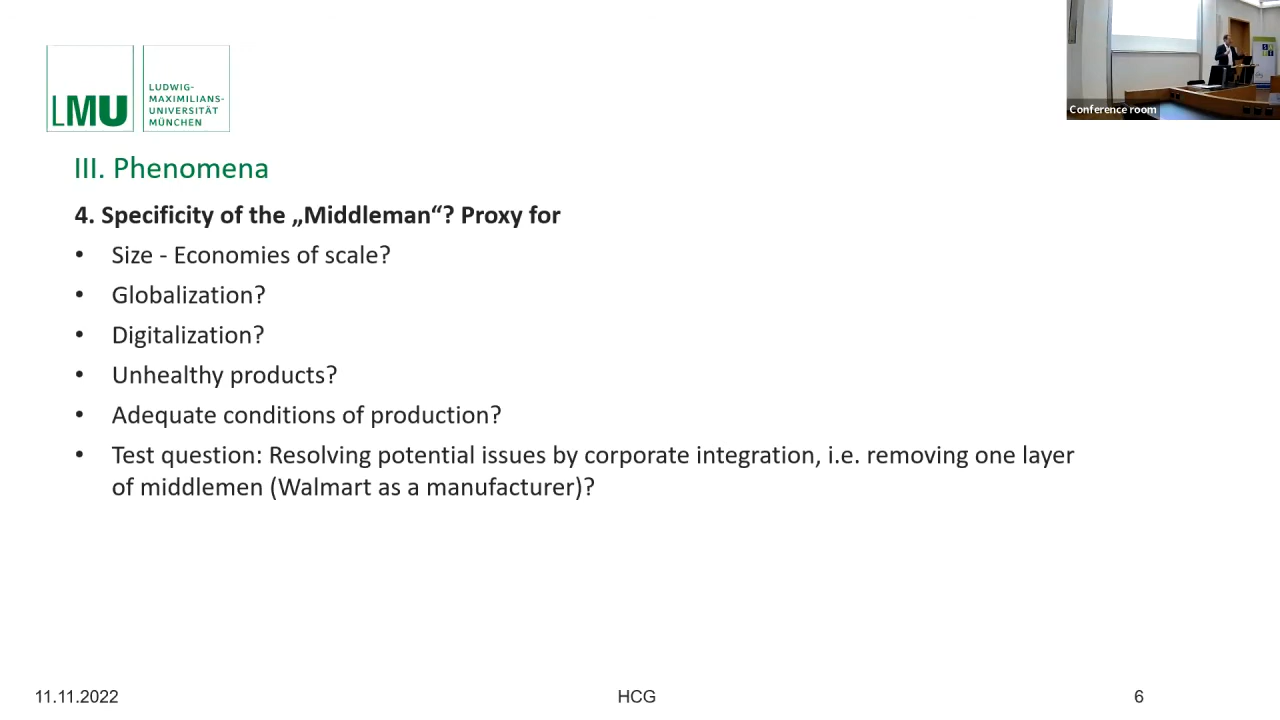 LMU
LUDWIG-
MAXIMILIANS-
UNIVERSITÄT
MÜNCHEN
Conference room
III. Phenomena
4. Specificity of the „Middleman“? Proxy for
• Size - Economies of scale?
• Globalization?
• Digitalization?
• Unhealthy products?
• Adequate conditions of production?
• Test question: Resolving potential issues by corporate integration, i.e. removing one layer
of middlemen (Walmart as a manufacturer)?
11.11.2022
HCG
6